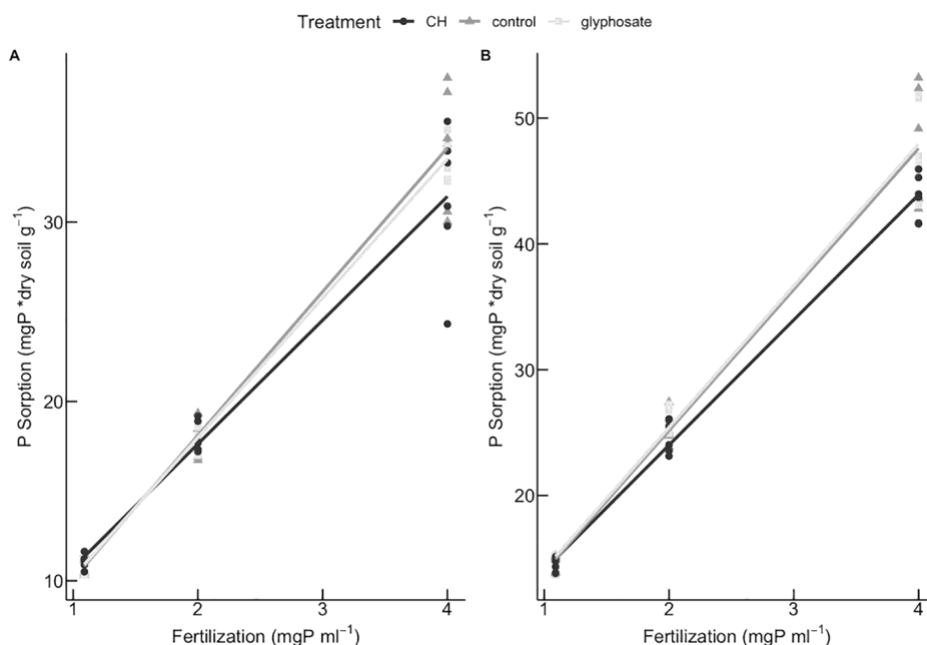 Treatment CH control glyphosate
A
P Sorption (mgP *dry soil g⁻¹)
30
20
10
1 2 3 4
Fertilization (mgP ml⁻¹)
B
P Sorption (mgP *dry soil g⁻¹)
50
40
30
20
1 2 3 4
Fertilization (mgP ml⁻¹)